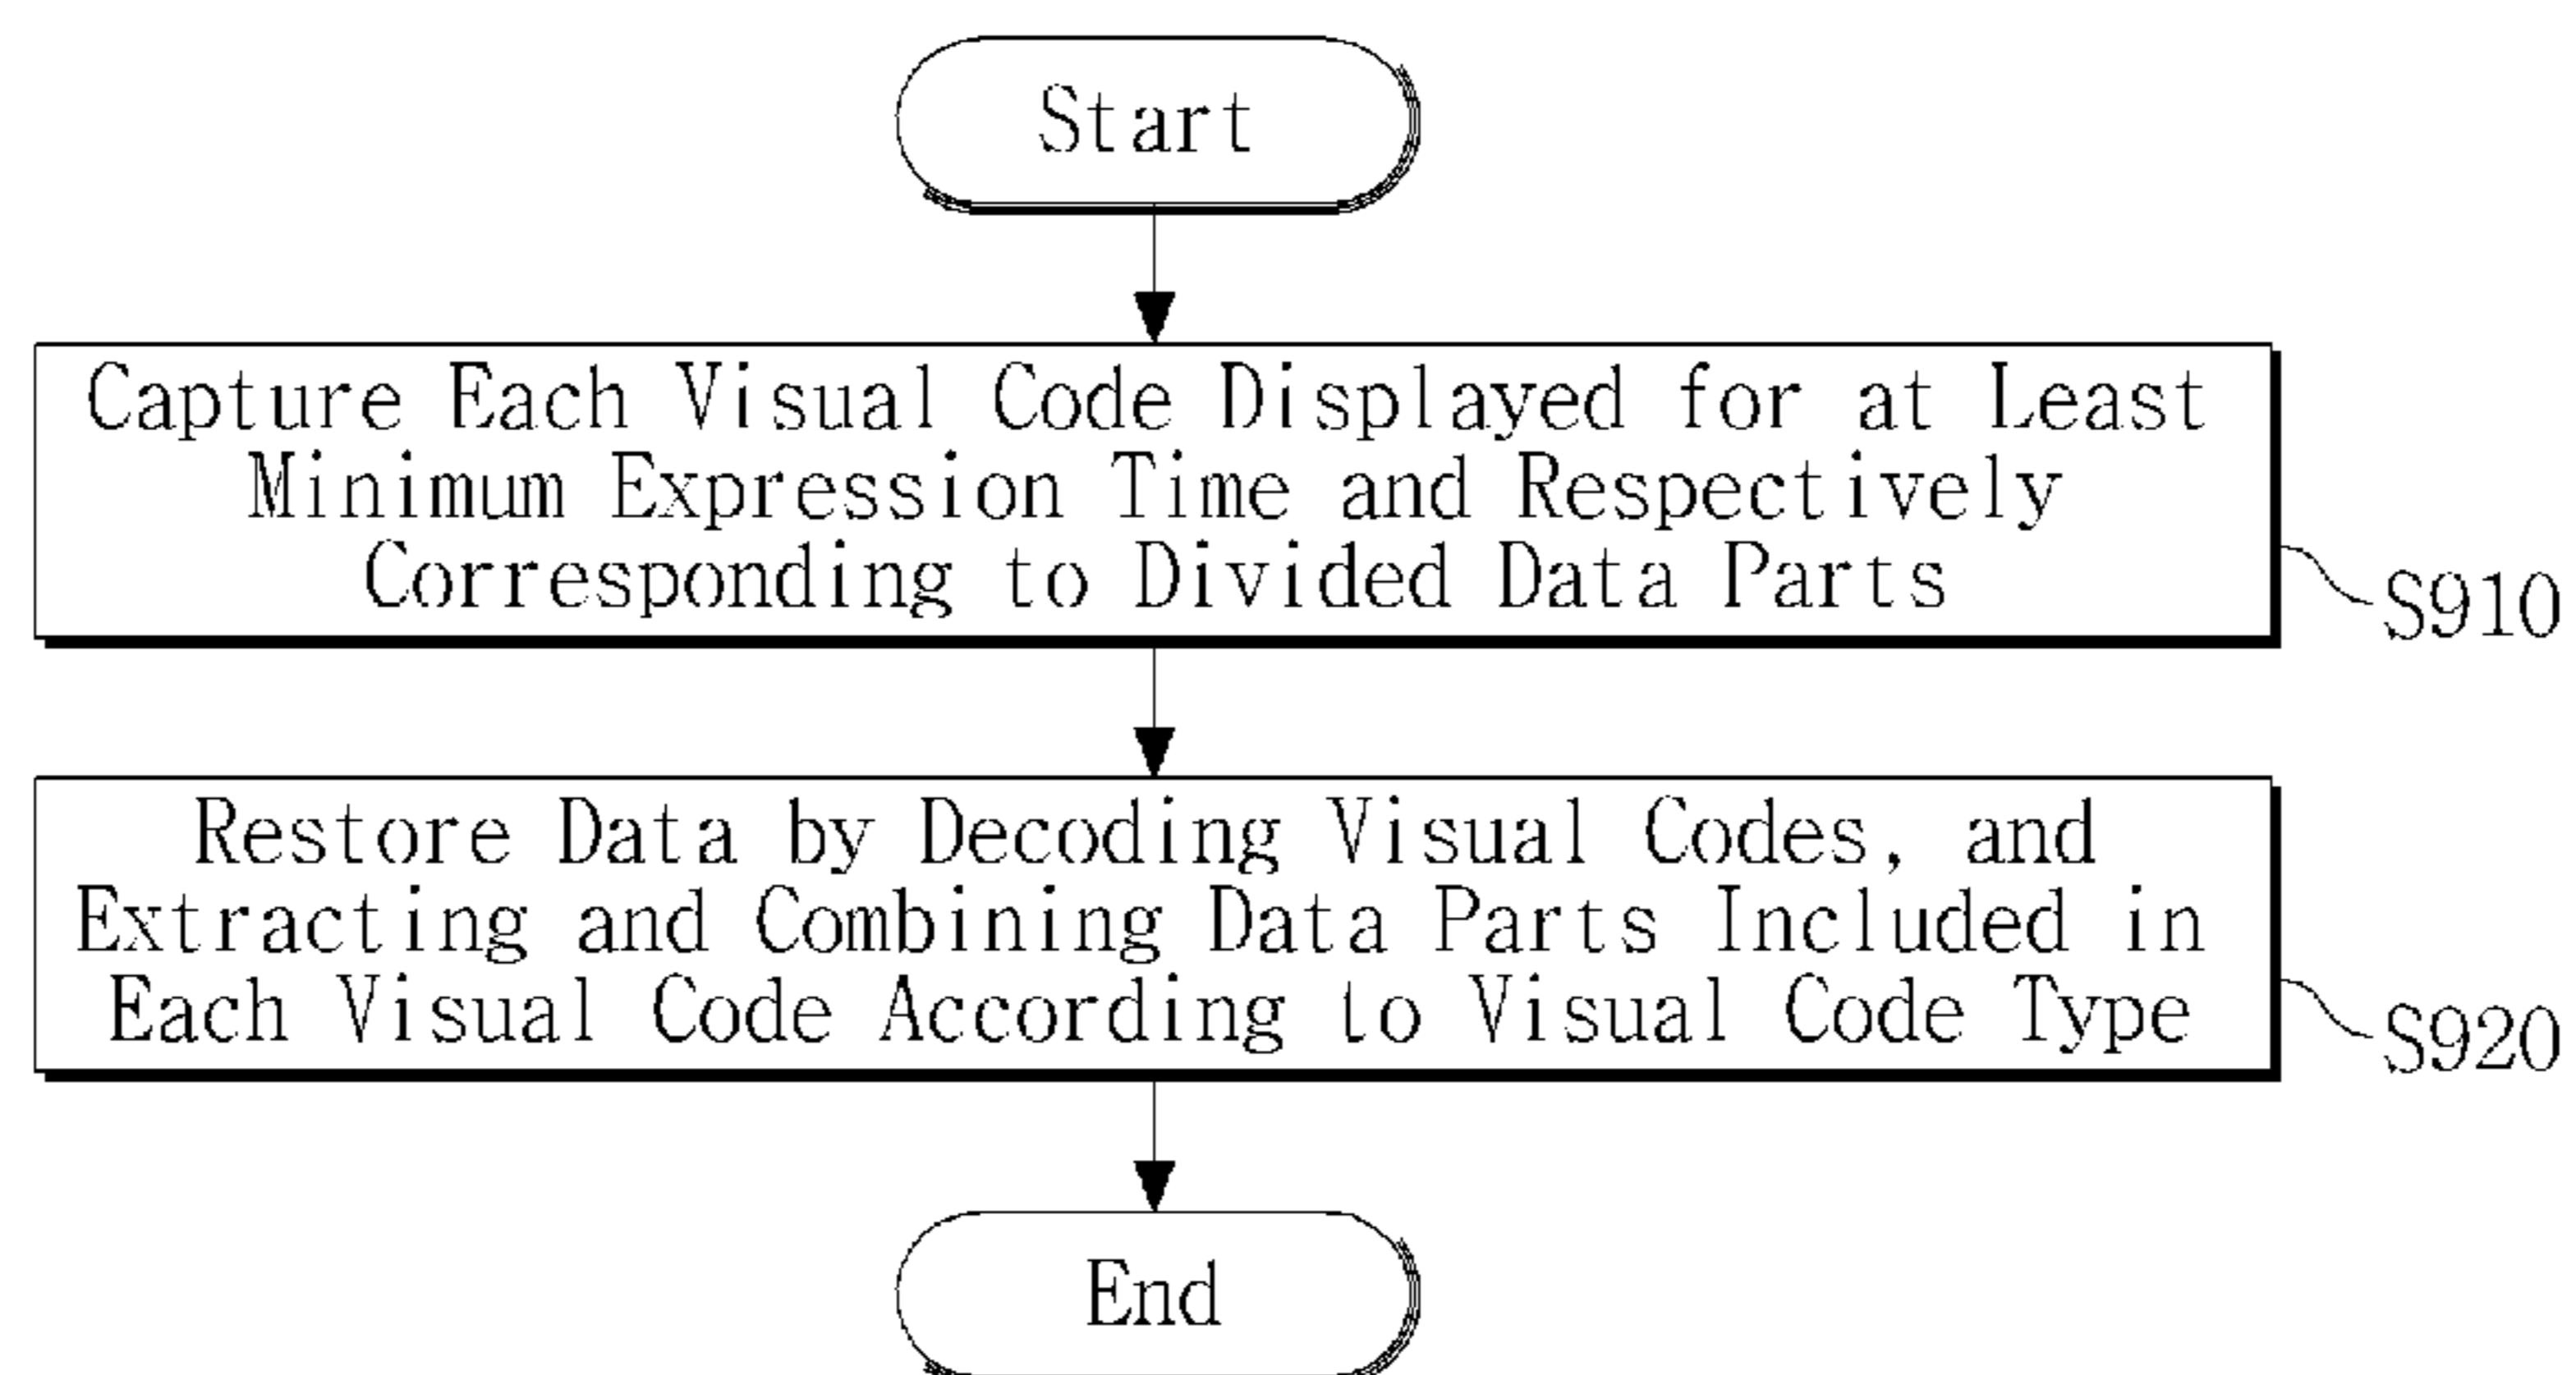 Start
Capture Each Visual Code Displayed for at Least
Minimum Expression Time and Respectively
Corresponding to Divided Data Parts
S910
Restore Data by Decoding Visual Codes, and
Extracting and Combining Data Parts Included in
Each Visual Code According to Visual Code Type
S920
End